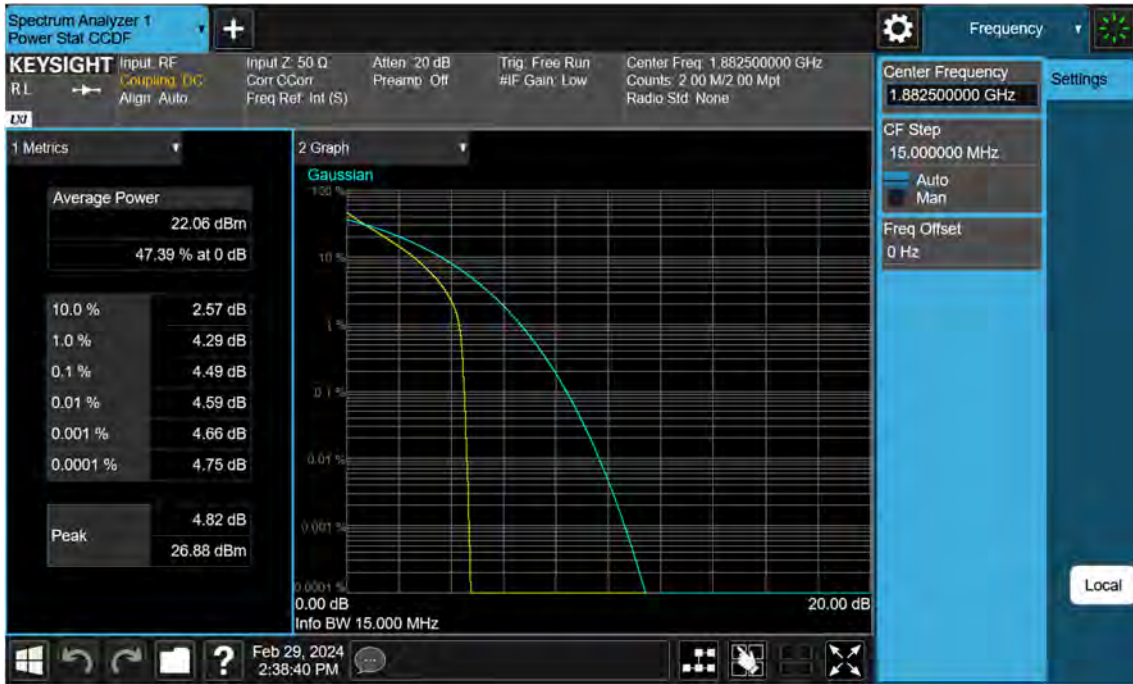 Spectrum Analyzer 1
Power Stat CCDF
+
Frequency
KEYSIGHT
RL
LXI
Input: RF
Coupling: DC
Align: Auto
Input Z: 50 Ω
Corr CCorr
Freq Ref: Int (S)
Atten: 20 dB
Preamp: Off
Trig: Free Run
#IF Gain: Low
Center Freq: 1.882500000 GHz
Counts: 2.00 M/2.00 Mpt
Radio Std: None
Center Frequency
1.882500000 GHz
Settings
CF Step
15.000000 MHz
Auto
Man
Freq Offset
0 Hz
Local
1 Metrics
Average Power
22.06 dBm
47.39 % at 0 dB
10.0 % 2.57 dB
1.0 % 4.29 dB
0.1 % 4.49 dB
0.01 % 4.59 dB
0.001 % 4.66 dB
0.0001 % 4.75 dB
Peak
4.82 dB
26.88 dBm
2 Graph
Gaussian
100 %
10 %
1 %
0.1 %
0.01 %
0.001 %
0.0001 %
0.00 dB 20.00 dB
Info BW 15.000 MHz
?
Feb 29, 2024
2:38:40 PM